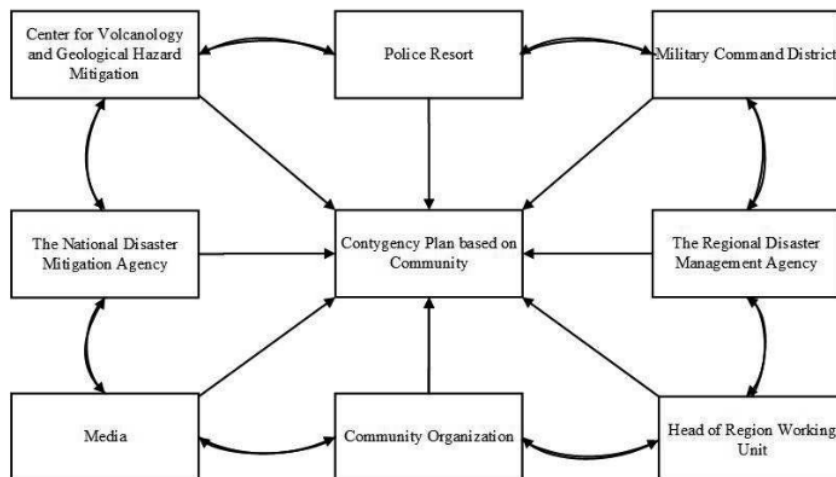 Center for Volcanology
and Geological Hazard
Mitigation
Police Resort
Military Command District
The National Disaster
Mitigation Agency
Contygency Plan based on
Community
The Regional Disaster
Management Agency
Media
Community Organization
Head of Region Working
Unit